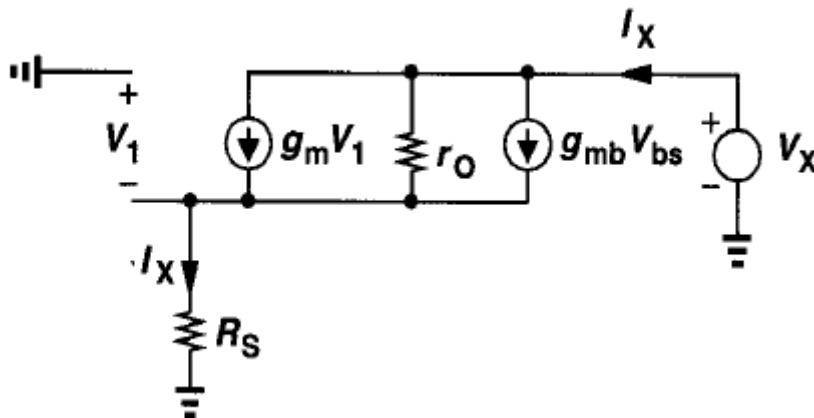 I_X
+
V_1
−
g_mV_1
r_O
g_mbV_bs
+
−
V_X
I_X
R_S